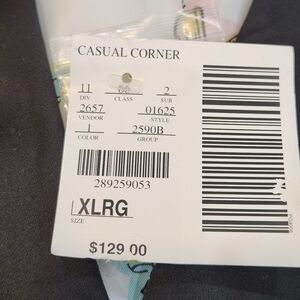 CASUAL CORNER
11 2
DIV CLASS SUB
2657 01625
VENDOR STYLE
1 2590B
COLOR GROUP
289259053
XLRG
SIZE
$129.00